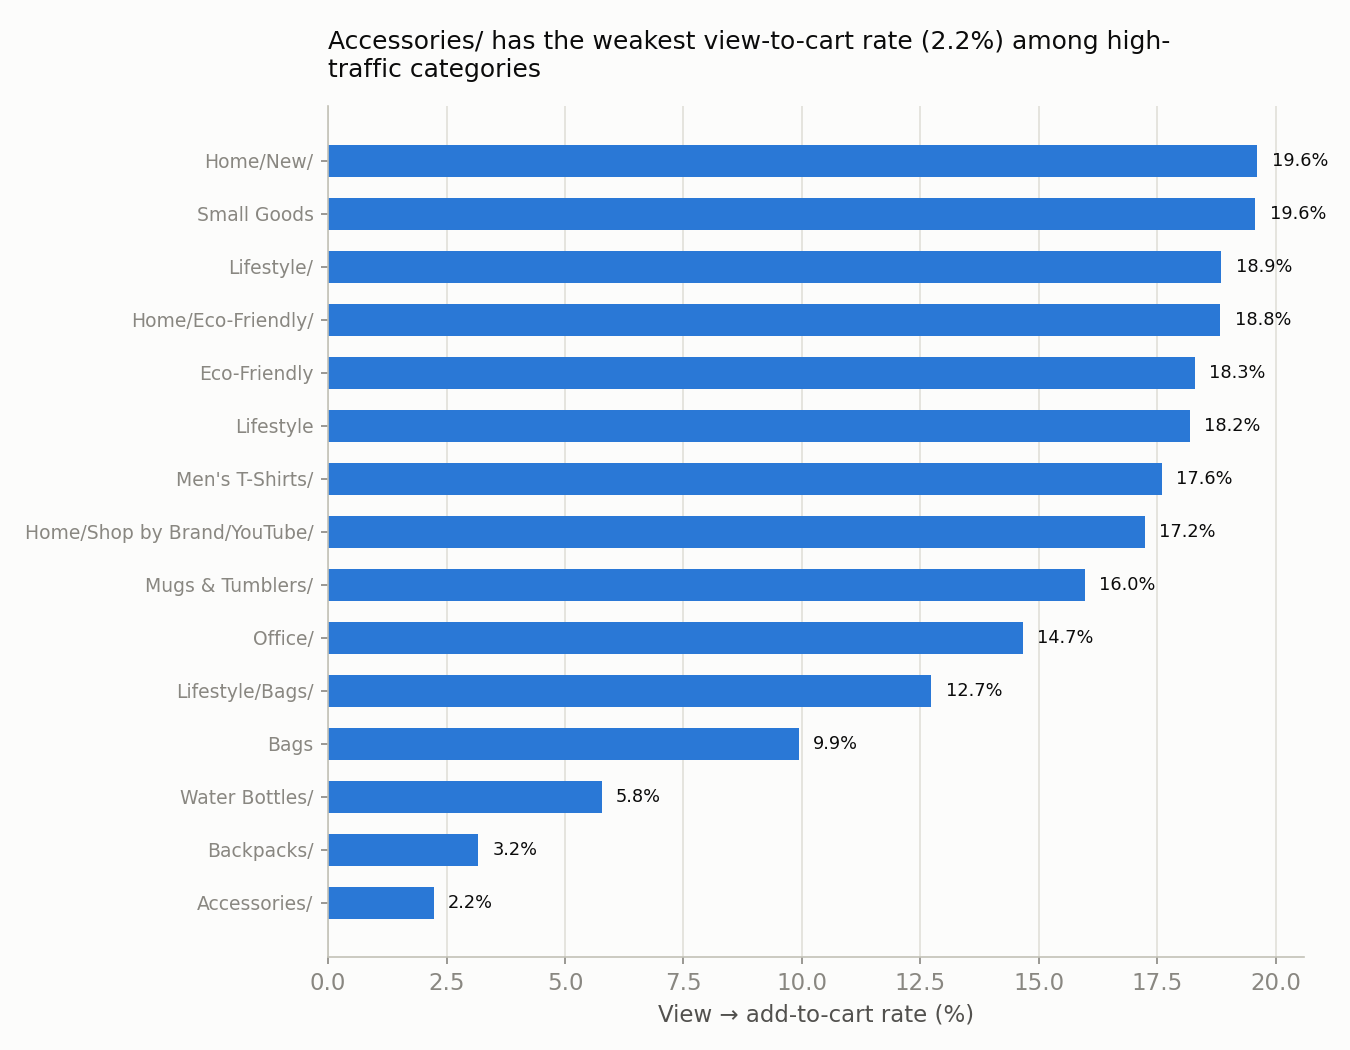 Accessories/ has the weakest view-to-cart rate (2.2%) among high-
traffic categories
Home/New/ 19.6%
Small Goods 19.6%
Lifestyle/ 18.9%
Home/Eco-Friendly/ 18.8%
Eco-Friendly 18.3%
Lifestyle 18.2%
Men's T-Shirts/ 17.6%
Home/Shop by Brand/YouTube/ 17.2%
Mugs & Tumblers/ 16.0%
Office/ 14.7%
Lifestyle/Bags/ 12.7%
Bags 9.9%
Water Bottles/ 5.8%
Backpacks/ 3.2%
Accessories/ 2.2%
0.0 2.5 5.0 7.5 10.0 12.5 15.0 17.5 20.0
View → add-to-cart rate (%)